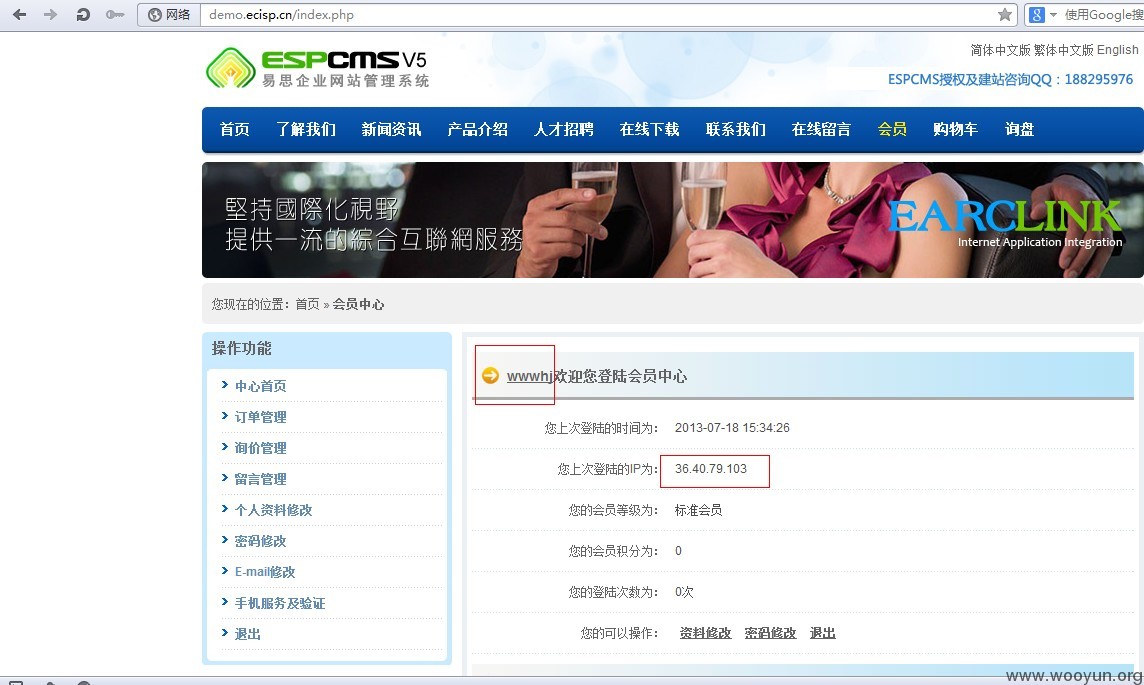 网络 demo.ecisp.cn/index.php 使用Google搜
简体中文版 繁体中文版 English
ESPCMS V5
易思企业网站管理系统
ESPCMS授权及建站咨询QQ：188295976
首页 了解我们 新闻资讯 产品介绍 人才招聘 在线下载 联系我们 在线留言 会员 购物车 询盘
堅持國際化視野
提供一流的綜合互聯網服務
EARCLINK
Internet Application Integration
您现在的位置：首页 » 会员中心
操作功能
中心首页
订单管理
询价管理
留言管理
个人资料修改
密码修改
E-mail修改
手机服务及验证
退出
wwwhj欢迎您登陆会员中心
您上次登陆的时间为： 2013-07-18 15:34:26
您上次登陆的IP为： 36.40.79.103
您的会员等级为： 标准会员
您的会员积分为： 0
您的登陆次数为： 0次
您的可以操作： 资料修改 密码修改 退出
www.wooyun.org